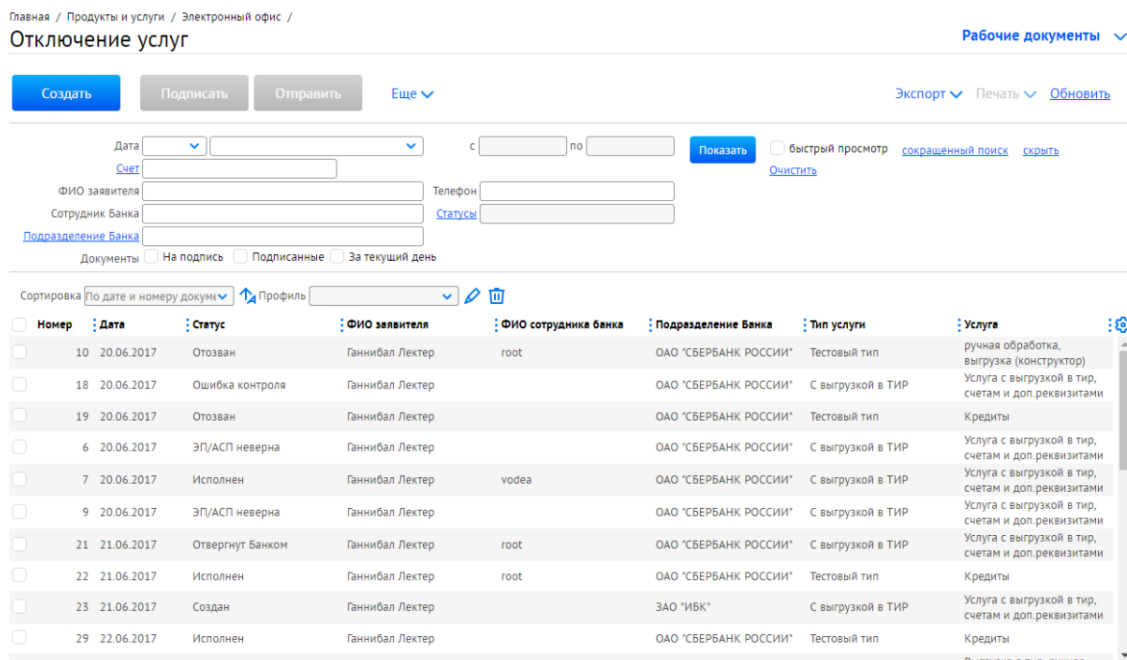 Главная / Продукты и услуги / Электронный офис /
Отключение услуг
Рабочие документы
Создать Подписать Отправить Еще Экспорт Печать Обновить
Дата с по Показать быстрый просмотр сокращенный поиск скрыть
Счет Очистить
ФИО заявителя Телефон
Сотрудник Банка Статусы
Подразделение Банка
Документы На подпись Подписанные За текущий день
Сортировка По дате и номеру докуме Профиль
Номер Дата Статус ФИО заявителя ФИО сотрудника банка Подразделение Банка Тип услуги Услуга
10 20.06.2017 Отозван Ганнибал Лектер root ОАО "СБЕРБАНК РОССИИ" Тестовый тип ручная обработка,
выгрузка (конструктор)
18 20.06.2017 Ошибка контроля Ганнибал Лектер ОАО "СБЕРБАНК РОССИИ" С выгрузкой в ТИР Услуга с выгрузкой в тир,
счетам и доп.реквизитами
19 20.06.2017 Отозван Ганнибал Лектер ОАО "СБЕРБАНК РОССИИ" Тестовый тип Кредиты
6 20.06.2017 ЭП/АСП неверна Ганнибал Лектер ОАО "СБЕРБАНК РОССИИ" С выгрузкой в ТИР Услуга с выгрузкой в тир,
счетам и доп.реквизитами
7 20.06.2017 Исполнен Ганнибал Лектер vodea ОАО "СБЕРБАНК РОССИИ" С выгрузкой в ТИР Услуга с выгрузкой в тир,
счетам и доп.реквизитами
9 20.06.2017 ЭП/АСП неверна Ганнибал Лектер ОАО "СБЕРБАНК РОССИИ" С выгрузкой в ТИР Услуга с выгрузкой в тир,
счетам и доп.реквизитами
21 21.06.2017 Отвергнут Банком Ганнибал Лектер root ОАО "СБЕРБАНК РОССИИ" С выгрузкой в ТИР Услуга с выгрузкой в тир,
счетам и доп.реквизитами
22 21.06.2017 Исполнен Ганнибал Лектер root ОАО "СБЕРБАНК РОССИИ" Тестовый тип Кредиты
23 21.06.2017 Создан Ганнибал Лектер ЗАО "ИБК" С выгрузкой в ТИР Услуга с выгрузкой в тир,
счетам и доп.реквизитами
29 22.06.2017 Исполнен Ганнибал Лектер ОАО "СБЕРБАНК РОССИИ" Тестовый тип Кредиты